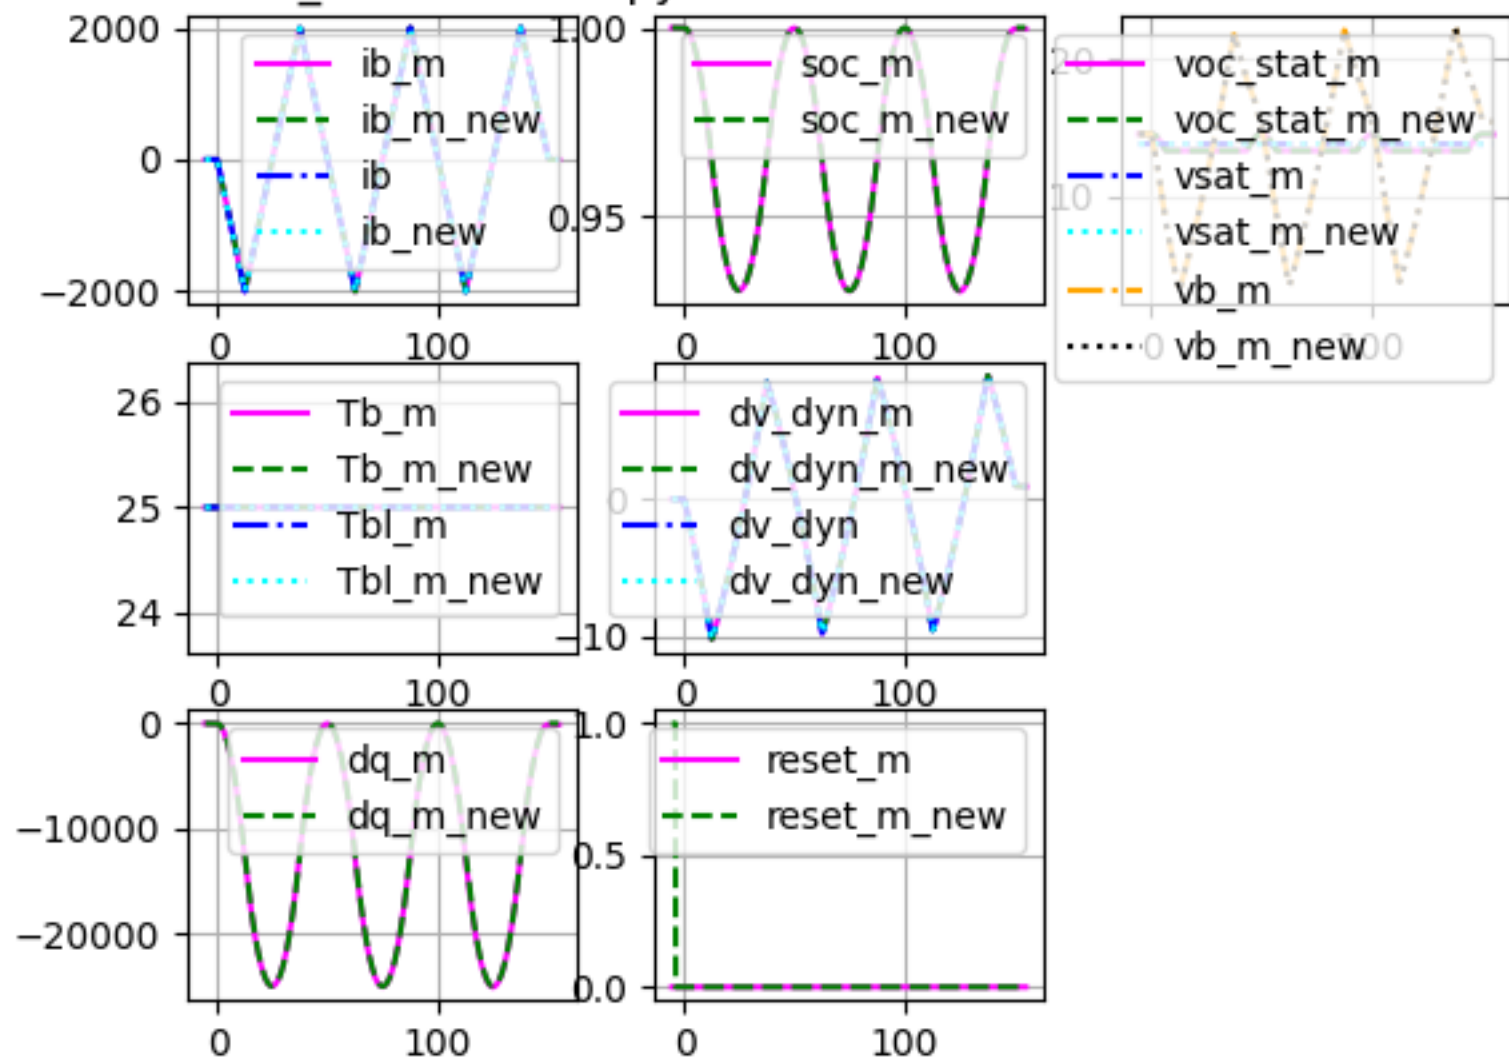 2000
0
−2000
0
100
ib_m
ib_m_new
ib
ib_new
1.00
0.95
0
100
soc_m
soc_m_new
20
10
0
100
voc_stat_m
voc_stat_m_new
vsat_m
vsat_m_new
vb_m
vb_m_new
26
25
24
0
100
Tb_m
Tb_m_new
Tbl_m
Tbl_m_new
0
−10
0
100
dv_dyn_m
dv_dyn_m_new
dv_dyn
dv_dyn_new
0
−10000
−20000
0
100
dq_m
dq_m_new
1.0
0.5
0.0
0
100
reset_m
reset_m_new